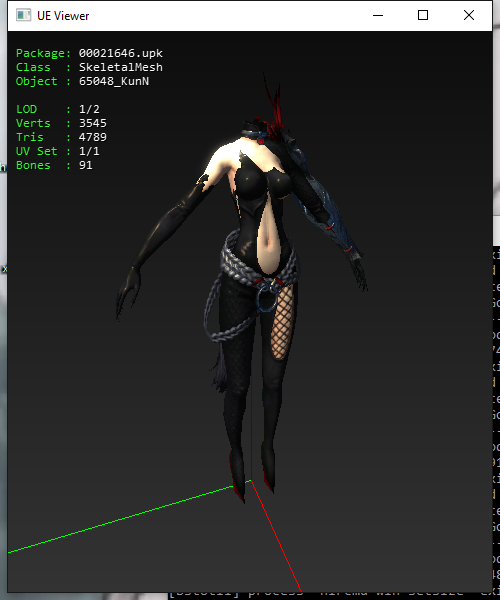 UE Viewer
Package: 00021646.upk
Class : SkeletalMesh
Object : 65048_KunN
LOD : 1/2
Verts : 3545
Tris : 4789
UV Set : 1/1
Bones : 91